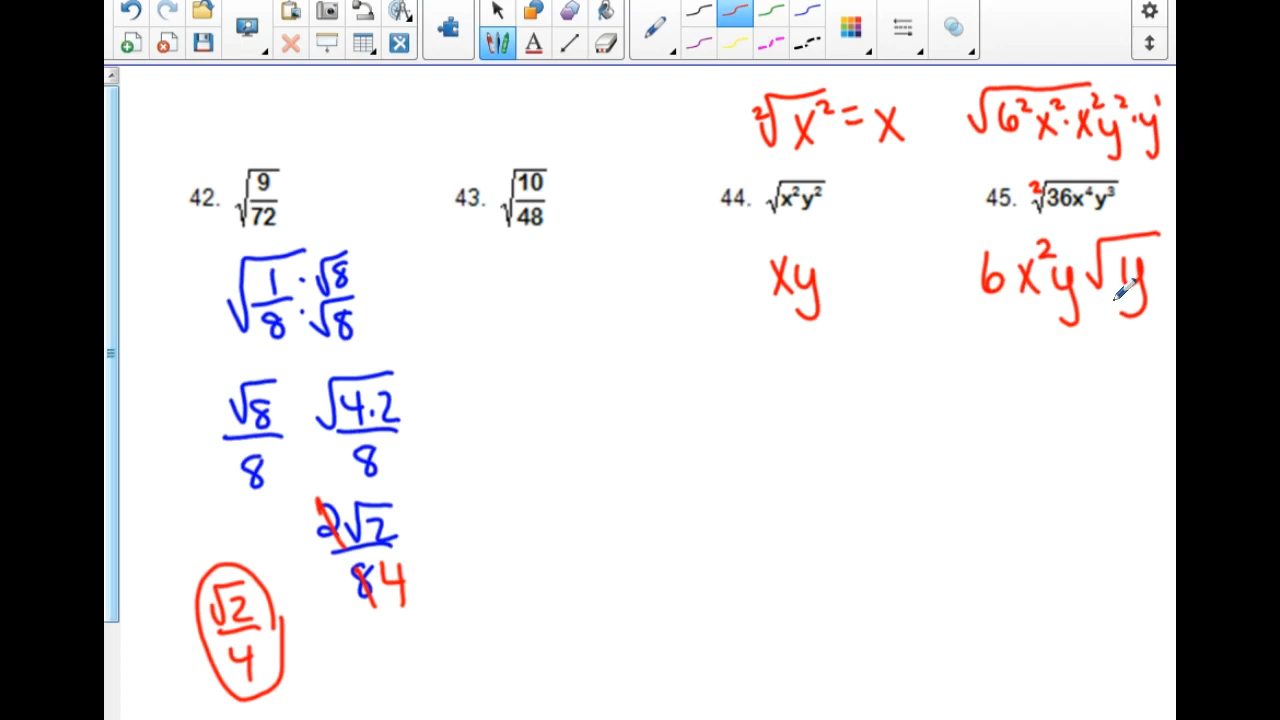 ²√x² = x
√6²x²·x²y²·y¹
42. √9/72
43. √10/48
44. √x²y²
45. ²√36x⁴y³
√1/8 · √8/√8
xy
6x²y√y
√8/8
√4·2/8
2√2/8 4
√2/4